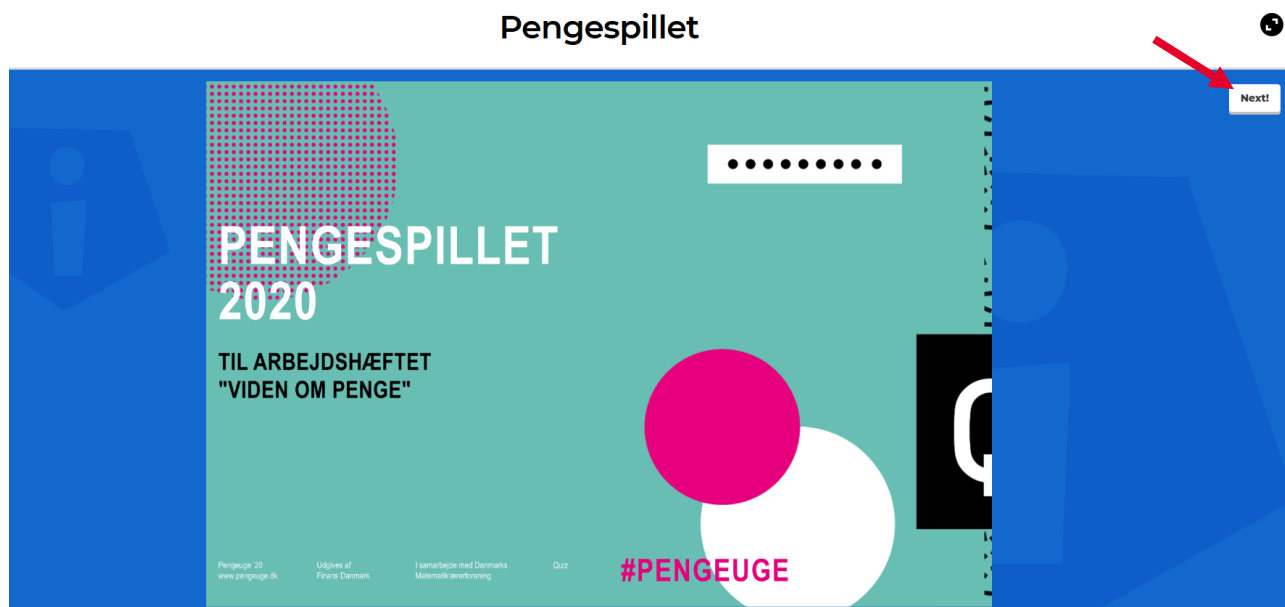 Pengespillet
Next!
PENGESPILLET
2020
TIL ARBEJDSHÆFTET
"VIDEN OM PENGE"
Pengeuge '20
www.pengeuge.dk
Udgives af
Finans Danmark
I samarbejde med Danmarks
Matematiklærerforening
Quiz
#PENGEUGE
Q